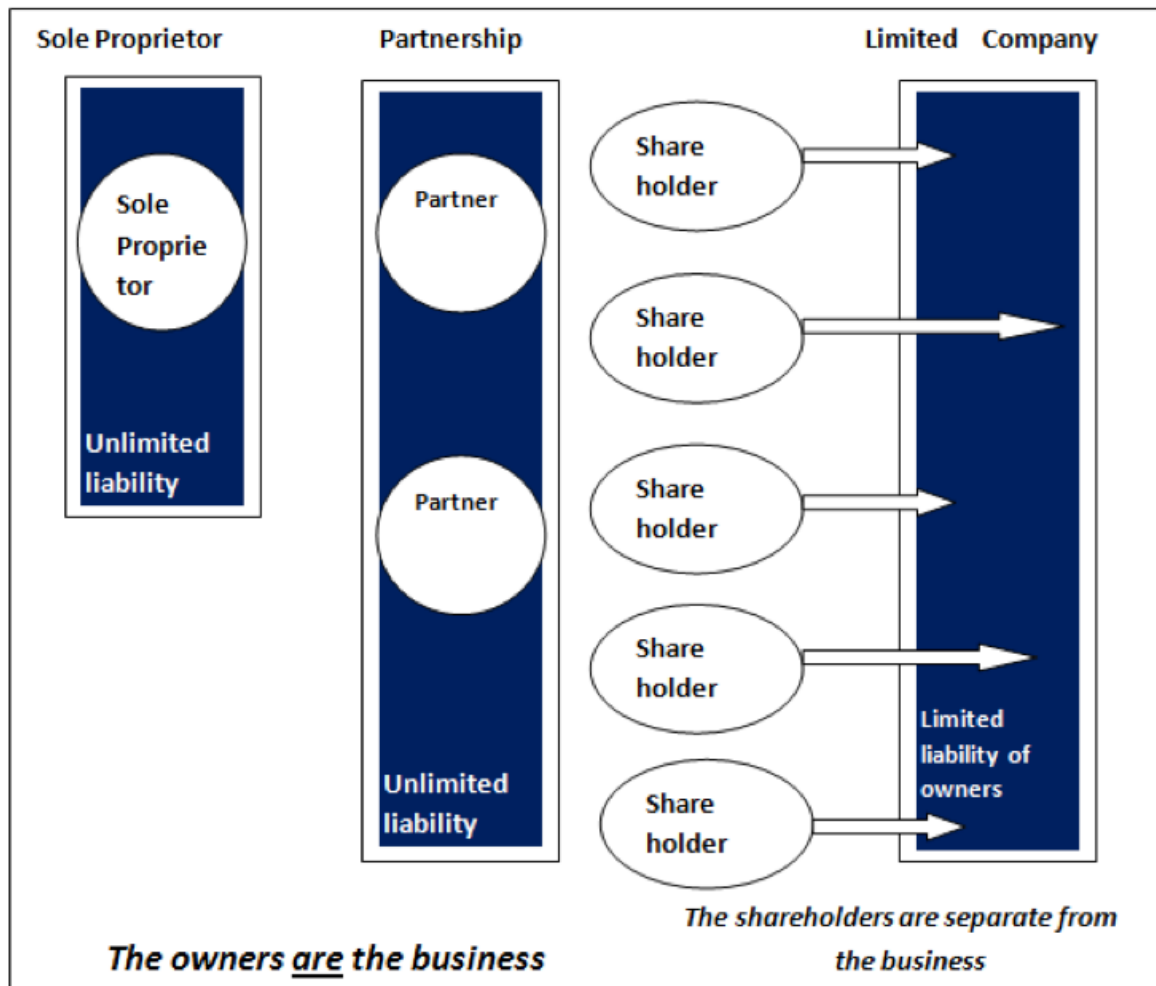 Sole Proprietor
Partnership
Limited Company
Sole
Proprie
tor
Unlimited
liability
Partner
Partner
Unlimited
liability
Share
holder
Share
holder
Share
holder
Share
holder
Share
holder
Limited
liability of
owners
The owners are the business
The shareholders are separate from
the business